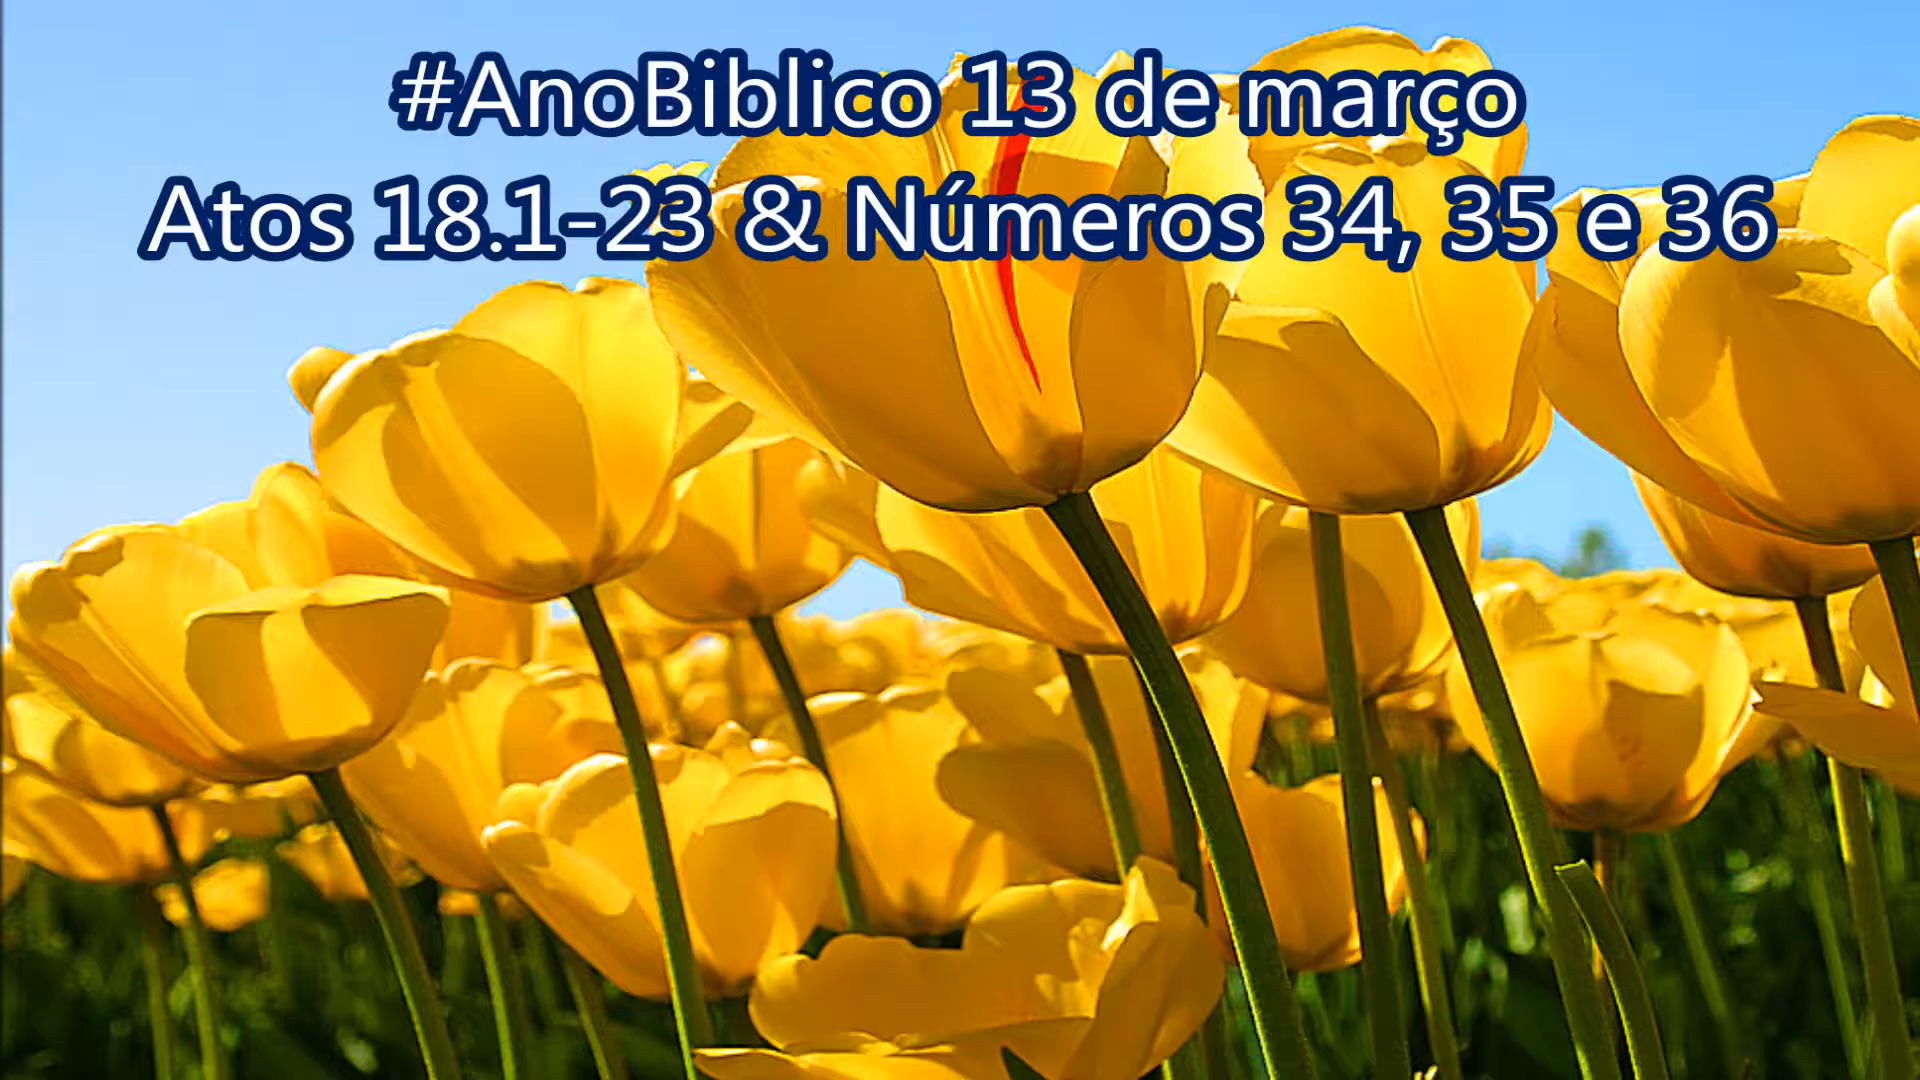 #AnoBiblico 13 de março
Atos 18.1-23 & Números 34, 35 e 36